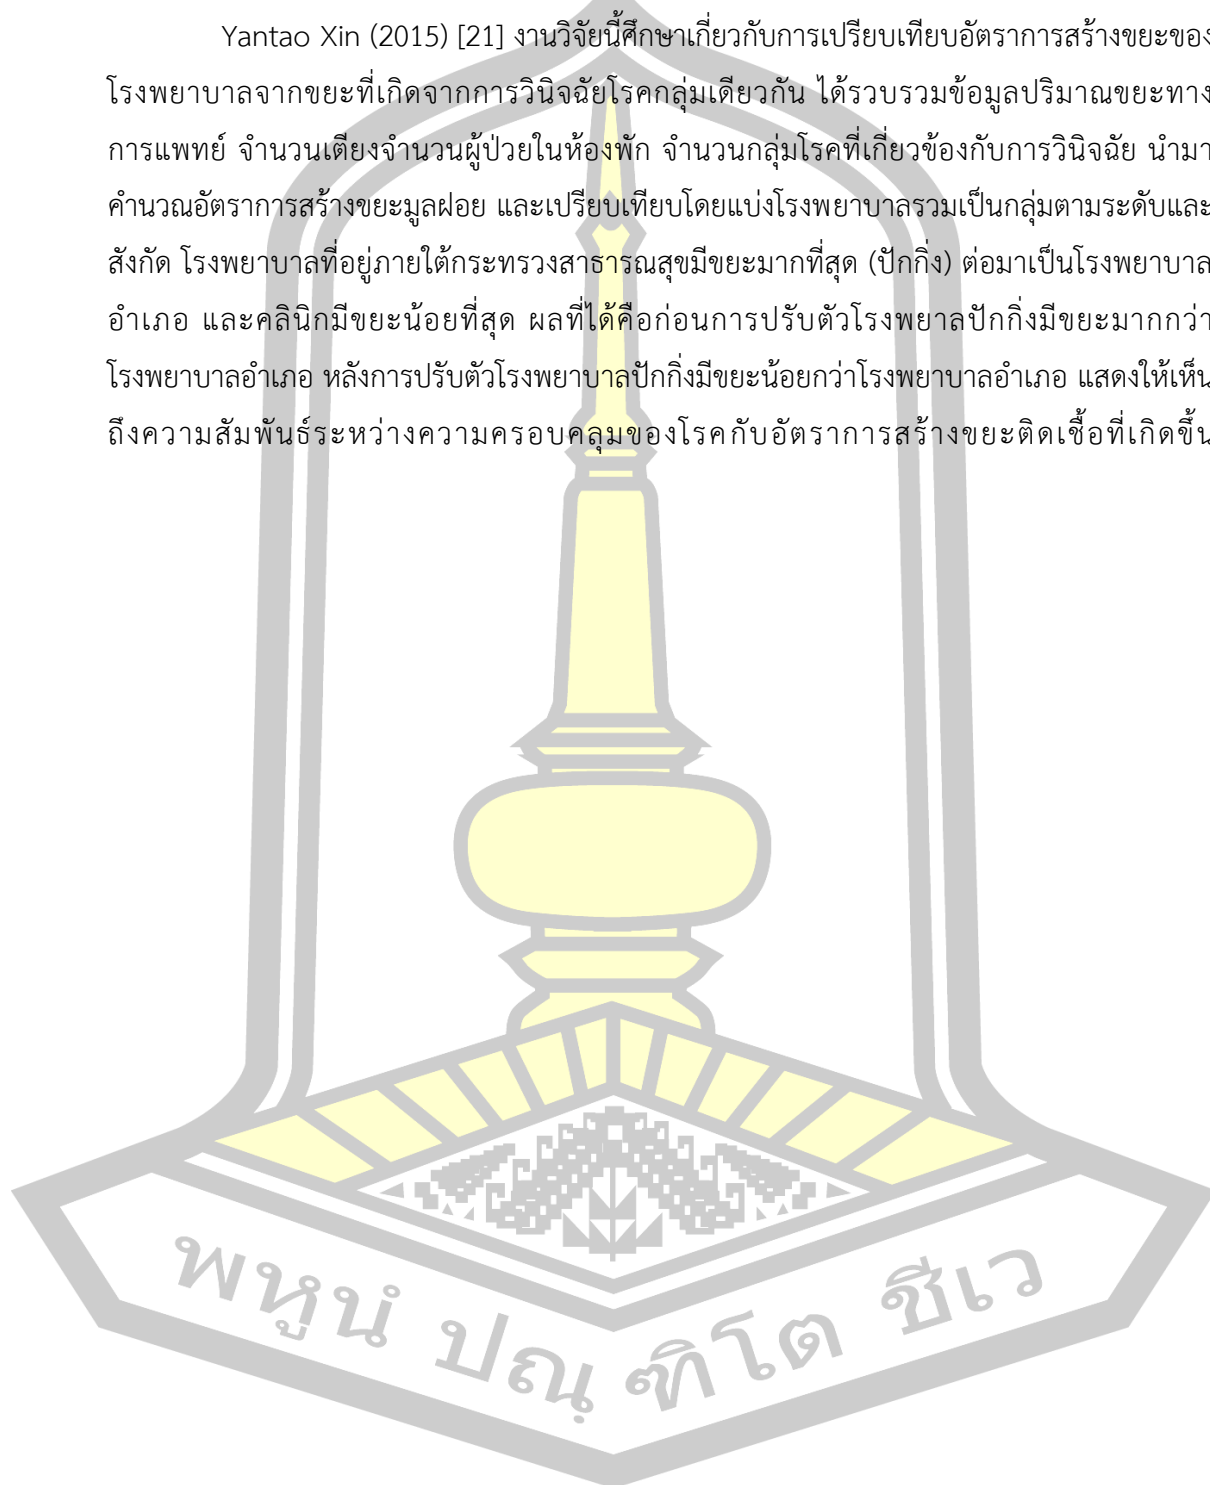 Yantao Xin (2015) [21] งานวิจัยนี้ศึกษาเกี่ยวกับการเปรียบเทียบอัตราการสร้างขยะของ
โรงพยาบาลจากขยะที่เกิดจากการวินิจฉัยโรคกลุ่มเดียวกัน ได้รวบรวมข้อมูลปริมาณขยะทาง
การแพทย์ จำนวนเตียงจำนวนผู้ป่วยในห้องพัก จำนวนกลุ่มโรคที่เกี่ยวข้องกับการวินิจฉัย นำมา
คำนวณอัตราการสร้างขยะมูลฝอย และเปรียบเทียบโดยแบ่งโรงพยาบาลรวมเป็นกลุ่มตามระดับและ
สังกัด โรงพยาบาลที่อยู่ภายใต้กระทรวงสาธารณสุขมีขยะมากที่สุด (ปักกิ่ง) ต่อมาเป็นโรงพยาบาล
อำเภอ และคลินิกมีขยะน้อยที่สุด ผลที่ได้คือก่อนการปรับตัวโรงพยาลปักกิ่งมีขยะมากกว่า
โรงพยาบาลอำเภอ หลังการปรับตัวโรงพยาบาลปักกิ่งมีขยะน้อยกว่าโรงพยาบาลอำเภอ แสดงให้เห็น
ถึงความสัมพันธ์ระหว่างความครอบคลุมของโรคกับอัตราการสร้างขยะติดเชื้อที่เกิดขึ้น
พหูนํ ปณฺฑิโต ชีเว